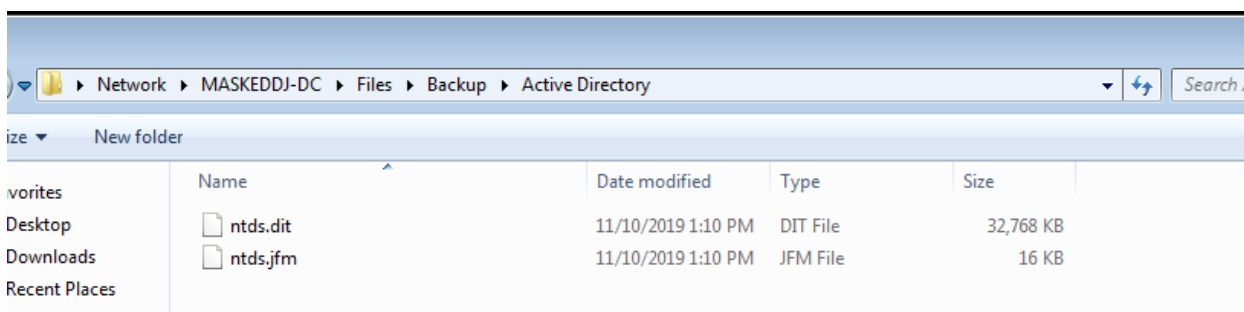 Network MASKEDDJ-DC Files Backup Active Directory Search
ize New folder
Name Date modified Type Size
vorites
Desktop ntds.dit 11/10/2019 1:10 PM DIT File 32,768 KB
Downloads ntds.jfm 11/10/2019 1:10 PM JFM File 16 KB
Recent Places